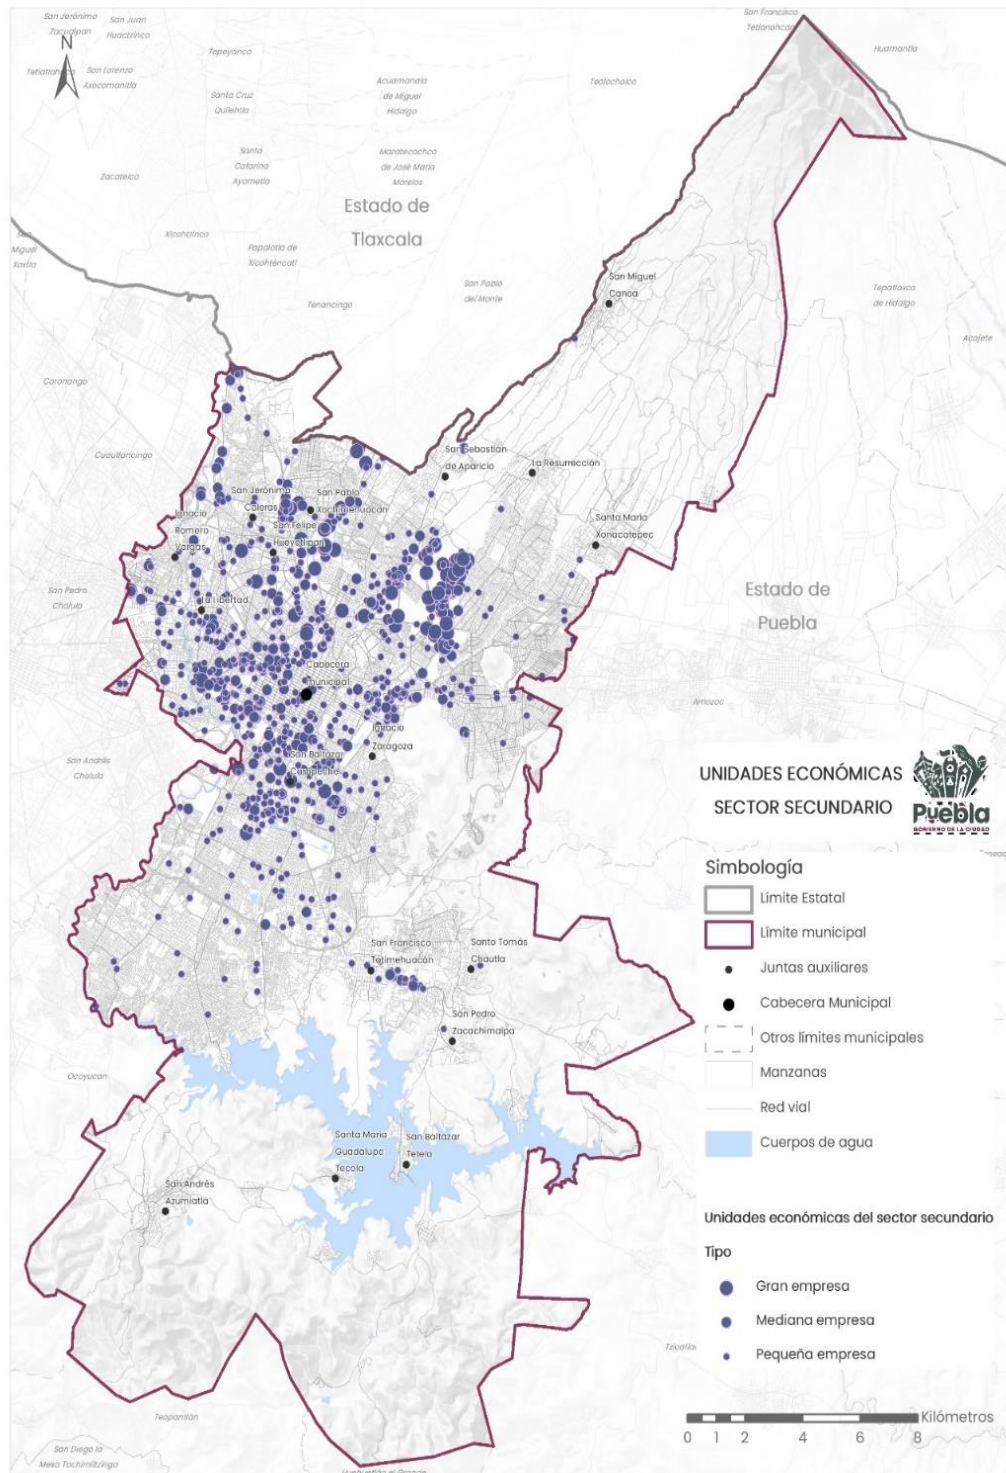 San Jerónimo
Zacualpan
San Juan
Huactzinco
San Francisco
Tetlanohcan
N
Tepeyanco
Huamantla
San Lorenzo
Axocomanitla
Acuamanala
de Miguel
Hidalgo
Teolocholco
Santa Cruz
Quilehtla
Santa
Catarina
Ayometla
Mazatecochco
de José María
Morelos
Zacatelco
Estado de
Tlaxcala
Xicohtzinco
Papalotla de
Xicohténcatl
Miguel
Xoxtla
San Pablo
del Monte
San Miguel
Canoa
Tepatlaxco
de Hidalgo
Tenancingo
Acajete
Coronango
Cuautlancingo
San Sebastián
de Aparicio
La Resurrección
San Jerónimo
Caleras
San Pablo
Xochimehuacán
Ignacio
Romero
Vargas
San Felipe
Hueyotlipan
Santa María
Xonacatepec
San Pedro
Cholula
La Libertad
Estado de
Puebla
Cabecera
municipal
Amozoc
Ignacio
Zaragoza
San Andrés
Cholula
San Baltazar
Campeche
UNIDADES ECONÓMICAS
SECTOR SECUNDARIO
Puebla
GOBIERNO DE LA CIUDAD
Simbología
Límite Estatal
Límite municipal
Juntas auxiliares
Cabecera Municipal
Otros límites municipales
Manzanas
Red vial
Cuerpos de agua
San Francisco
Totimehuacán
Santo Tomás
Chautla
San Pedro
Zacachimalpa
Ocoyucan
Santa María
Guadalupe
Tecola
San Baltazar
Tetela
San Andrés
Azumiatla
Unidades económicas del sector secundario
Tipo
Gran empresa
Mediana empresa
Pequeña empresa
Teopantlán
San Diego la
Mesa Tochimiltzingo
Huehuetlán el Grande
Kilómetros
0 1 2 4 6 8